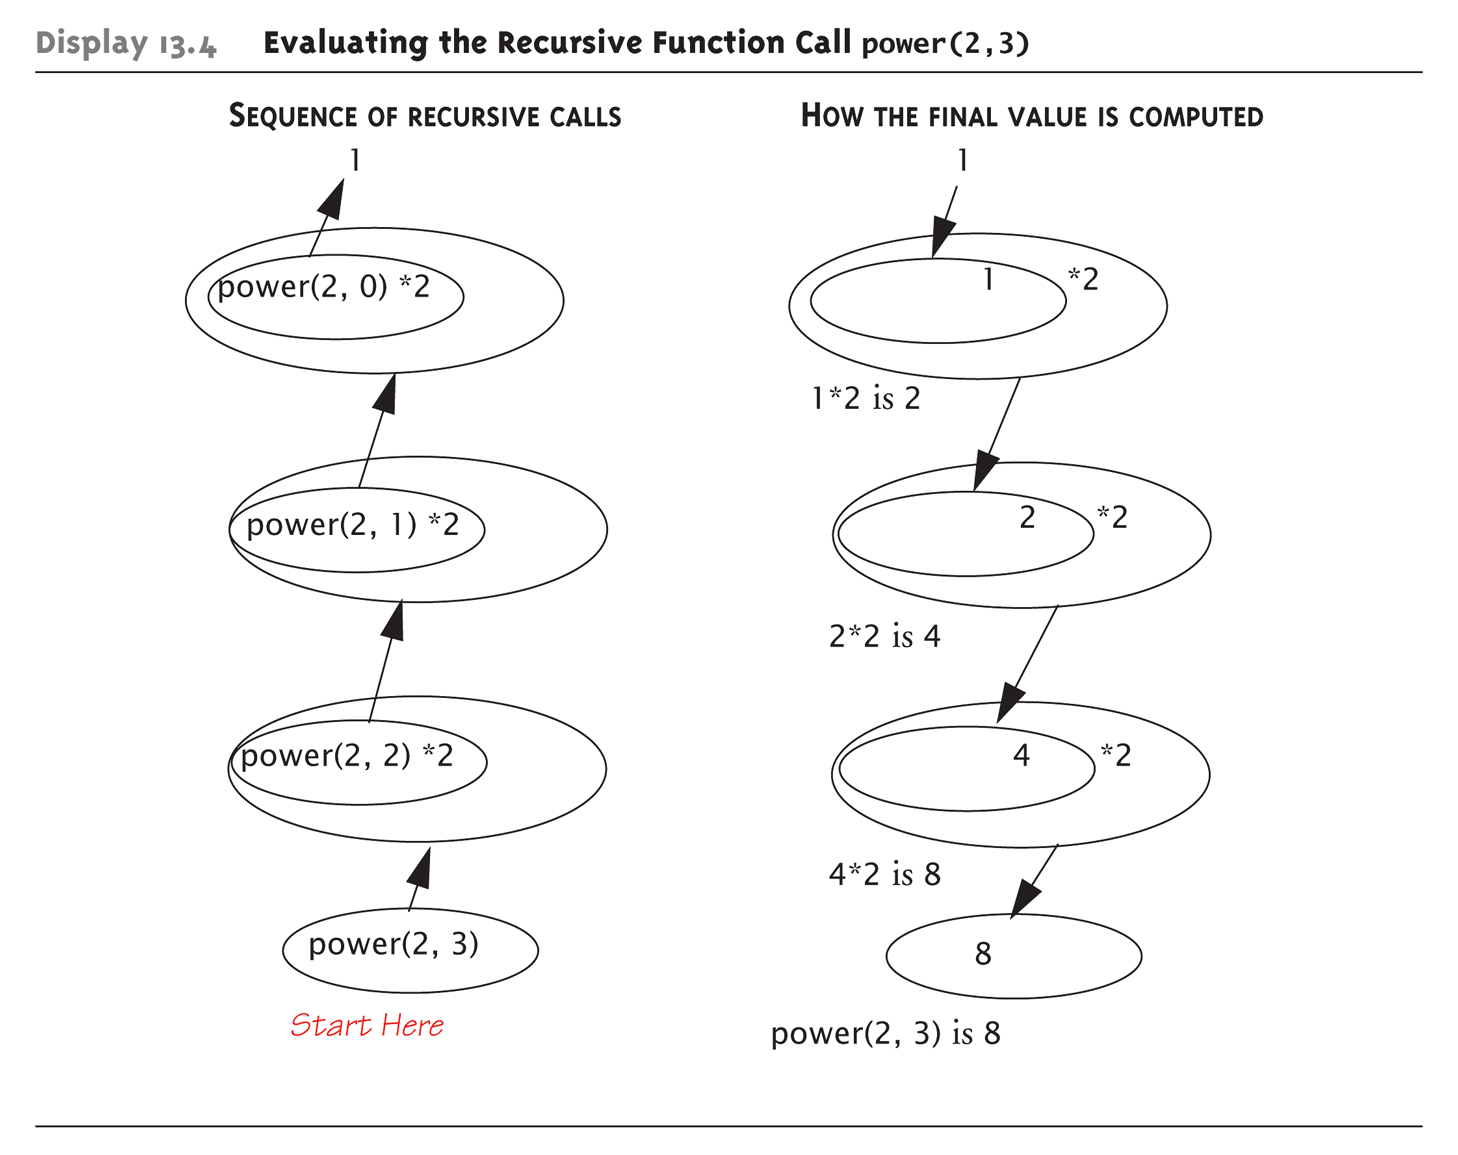 Display 13.4 Evaluating the Recursive Function Call power(2,3)
SEQUENCE OF RECURSIVE CALLS
1
power(2, 0) *2
power(2, 1) *2
power(2, 2) *2
power(2, 3)
Start Here
HOW THE FINAL VALUE IS COMPUTED
1
1 *2
1*2 is 2
2 *2
2*2 is 4
4 *2
4*2 is 8
8
power(2, 3) is 8